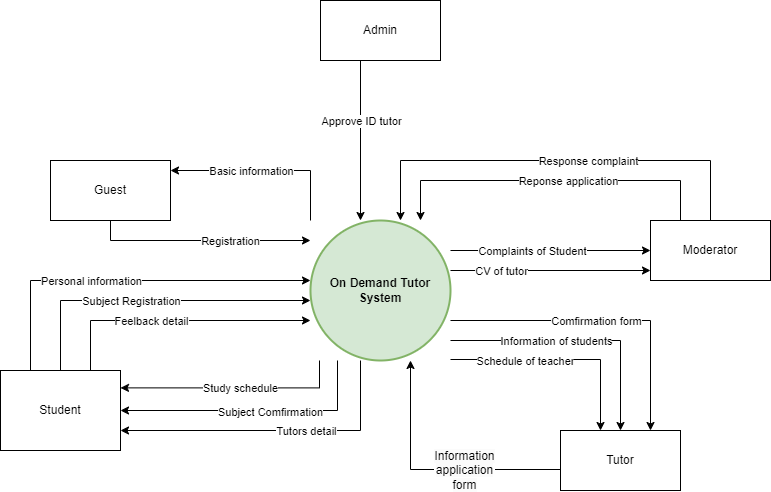 Admin
Approve ID tutor
Response complaint
Basic information
Reponse application
Guest
Registration
Complaints of Student
Moderator
CV of tutor
Personal information
On Demand Tutor
System
Subject Registration
Feelback detail
Comfirmation form
Information of students
Schedule of teacher
Study schedule
Student
Subject Comfirmation
Tutors detail
Information
application
form
Tutor